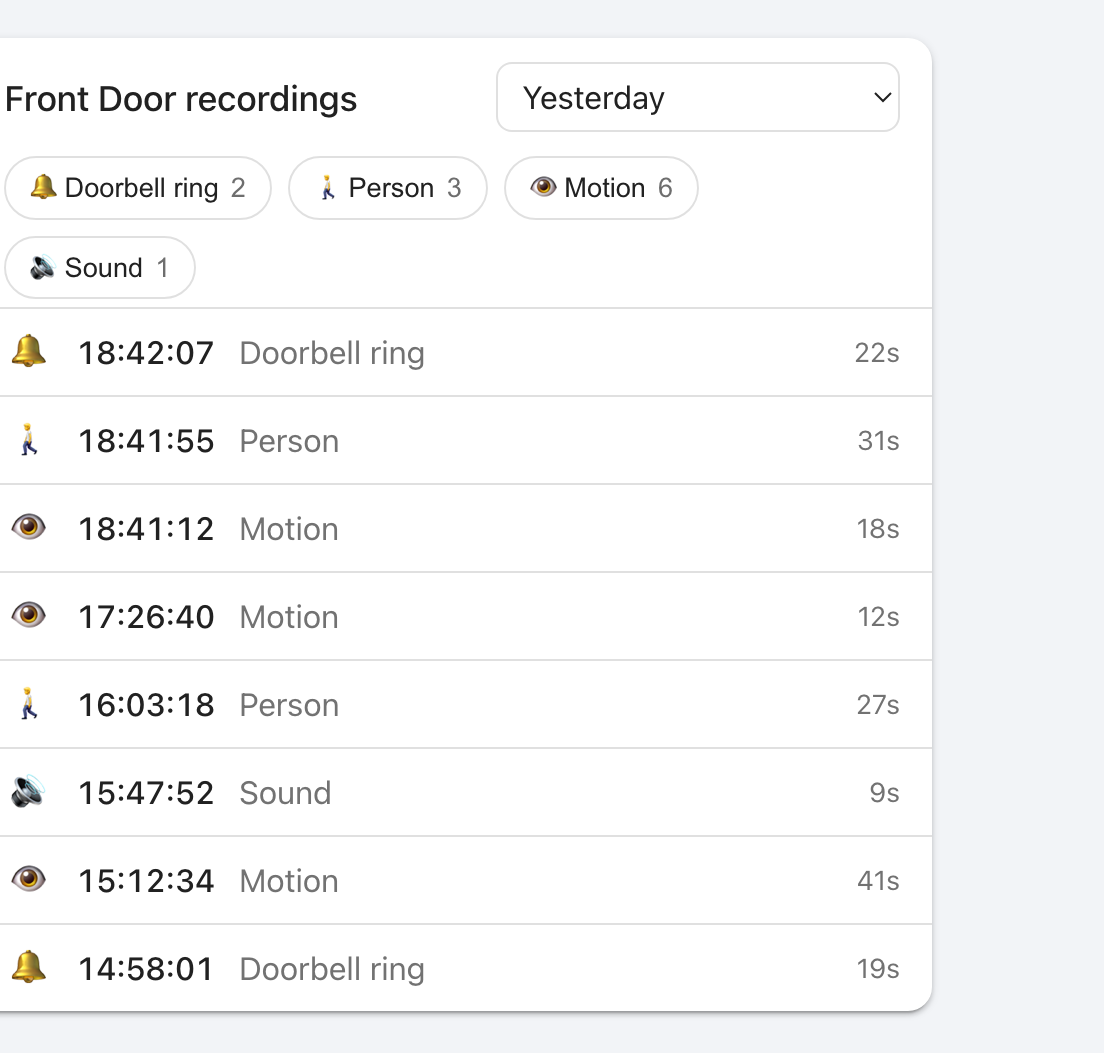 Front Door recordings Yesterday
Doorbell ring 2 Person 3 Motion 6
Sound 1
18:42:07 Doorbell ring 22s
18:41:55 Person 31s
18:41:12 Motion 18s
17:26:40 Motion 12s
16:03:18 Person 27s
15:47:52 Sound 9s
15:12:34 Motion 41s
14:58:01 Doorbell ring 19s